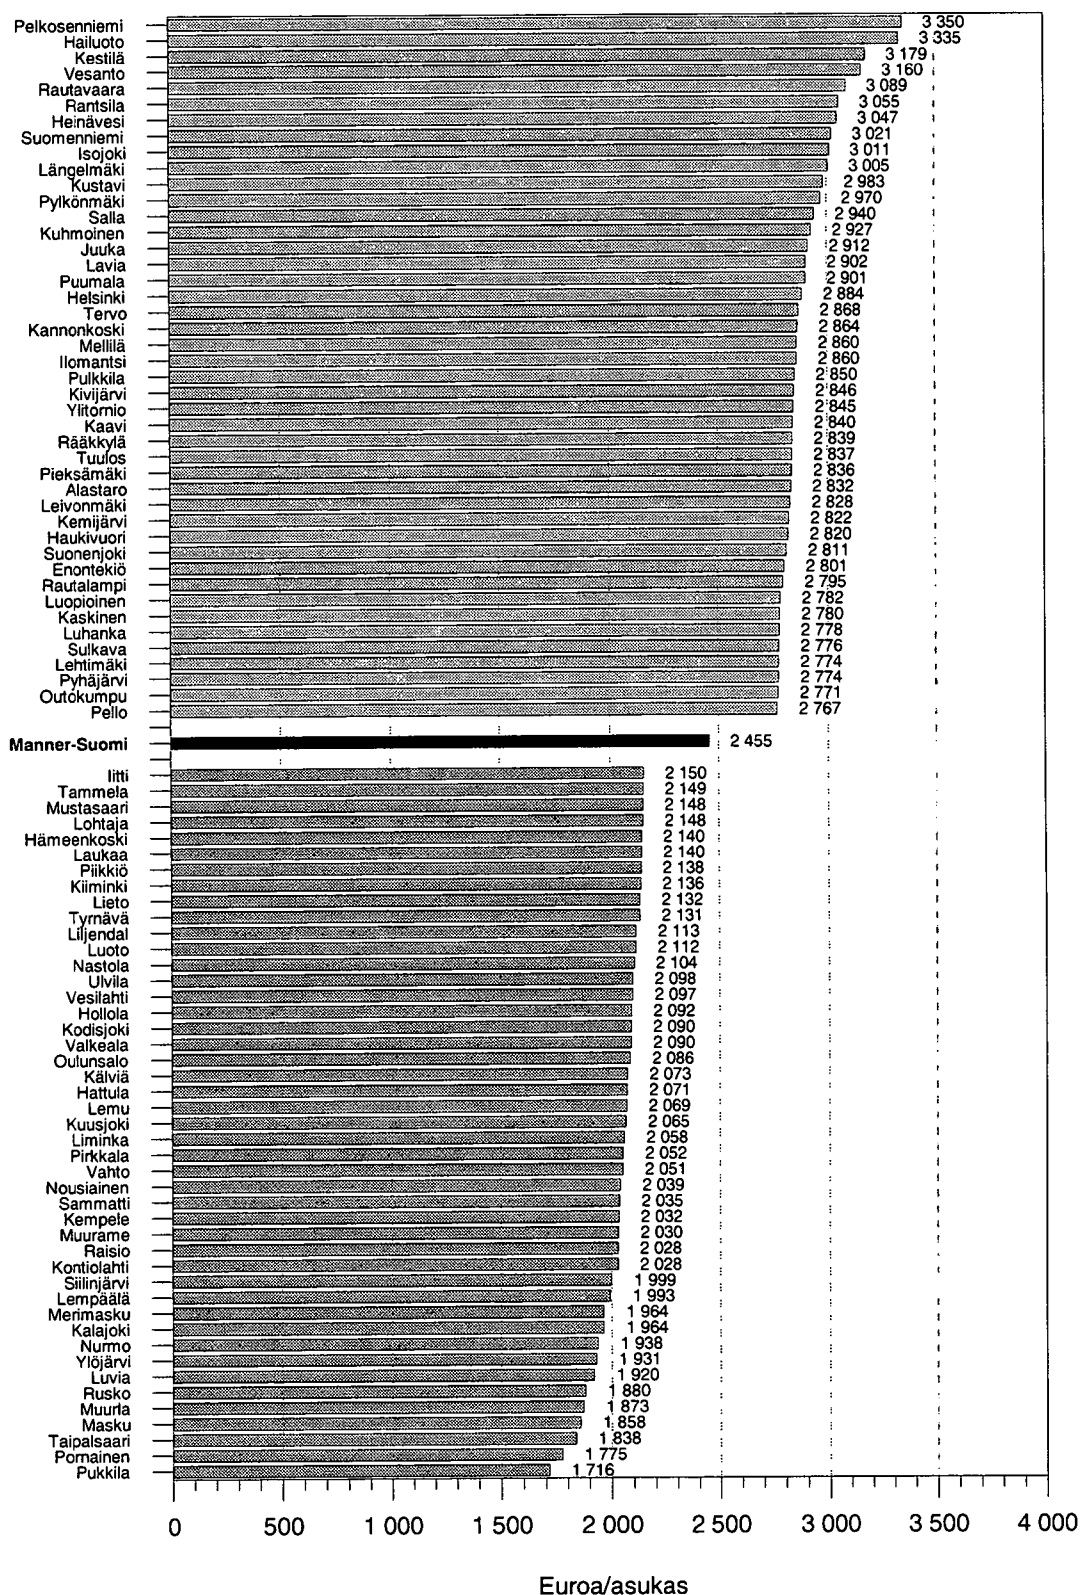 Pelkosenniemi 3 350
Hailuoto 3 335
Kestilä 3 179
Vesanto 3 160
Rautavaara 3 089
Rantsila 3 055
Heinävesi 3 047
Suomenniemi 3 021
Isojoki 3 011
Längelmäki 3 005
Kustavi 2 983
Pylkönmäki 2 970
Salla 2 940
Kuhmoinen 2 927
Juuka 2 912
Lavia 2 902
Puumala 2 901
Helsinki 2 884
Tervo 2 868
Kannonkoski 2 864
Mellilä 2 860
Ilomantsi 2 860
Pulkkila 2 850
Kivijärvi 2 846
Ylitornio 2 845
Kaavi 2 840
Rääkkylä 2 839
Tuulos 2 837
Pieksämäki 2 836
Alastaro 2 832
Leivonmäki 2 828
Kemijärvi 2 822
Haukivuori 2 820
Suonenjoki 2 811
Enontekiö 2 801
Rautalampi 2 795
Luopioinen 2 782
Kaskinen 2 780
Luhanka 2 778
Sulkava 2 776
Lehtimäki 2 774
Pyhäjärvi 2 774
Outokumpu 2 771
Pello 2 767
Manner-Suomi 2 455
Iitti 2 150
Tammela 2 149
Mustasaari 2 148
Lohtaja 2 148
Hämeenkoski 2 140
Laukaa 2 140
Piikkiö 2 138
Kiiminki 2 136
Lieto 2 132
Tyrnävä 2 131
Liljendal 2 113
Luoto 2 112
Nastola 2 104
Ulvila 2 098
Vesilahti 2 097
Hollola 2 092
Kodisjoki 2 090
Valkeala 2 090
Oulunsalo 2 086
Kälviä 2 073
Hattula 2 071
Lemu 2 069
Kuusjoki 2 065
Liminka 2 058
Pirkkala 2 052
Vahto 2 051
Nousiainen 2 039
Sammatti 2 035
Kempele 2 032
Muurame 2 030
Raisio 2 028
Kontiolahti 2 028
Siilinjärvi 1 999
Lempäälä 1 993
Merimasku 1 964
Kalajoki 1 964
Nurmo 1 938
Ylöjärvi 1 931
Luvia 1 920
Rusko 1 880
Muurla 1 873
Masku 1 858
Taipalsaari 1 838
Pornainen 1 775
Pukkila 1 716
0 500 1 000 1 500 2 000 2 500 3 000 3 500 4 000
Euroa/asukas